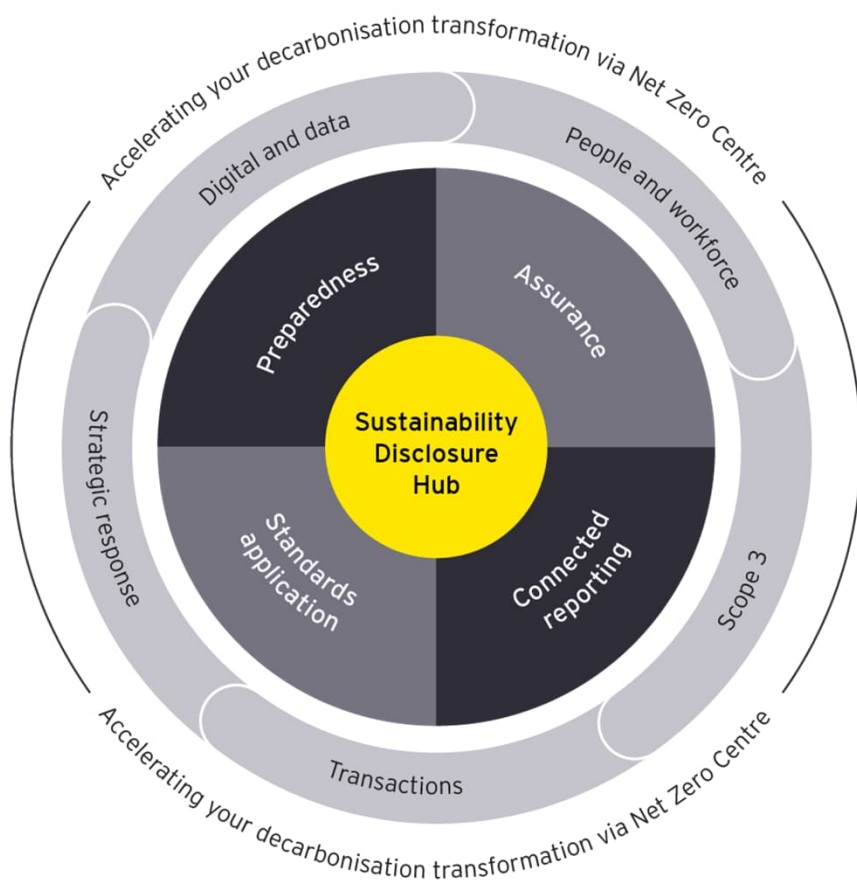 Accelerating your decarbonisation transformation via Net Zero Centre
Digital and data
People and workforce
Preparedness
Assurance
Sustainability
Disclosure
Hub
Strategic response
Standards
application
Connected
reporting
Scope 3
Transactions
Accelerating your decarbonisation transformation via Net Zero Centre